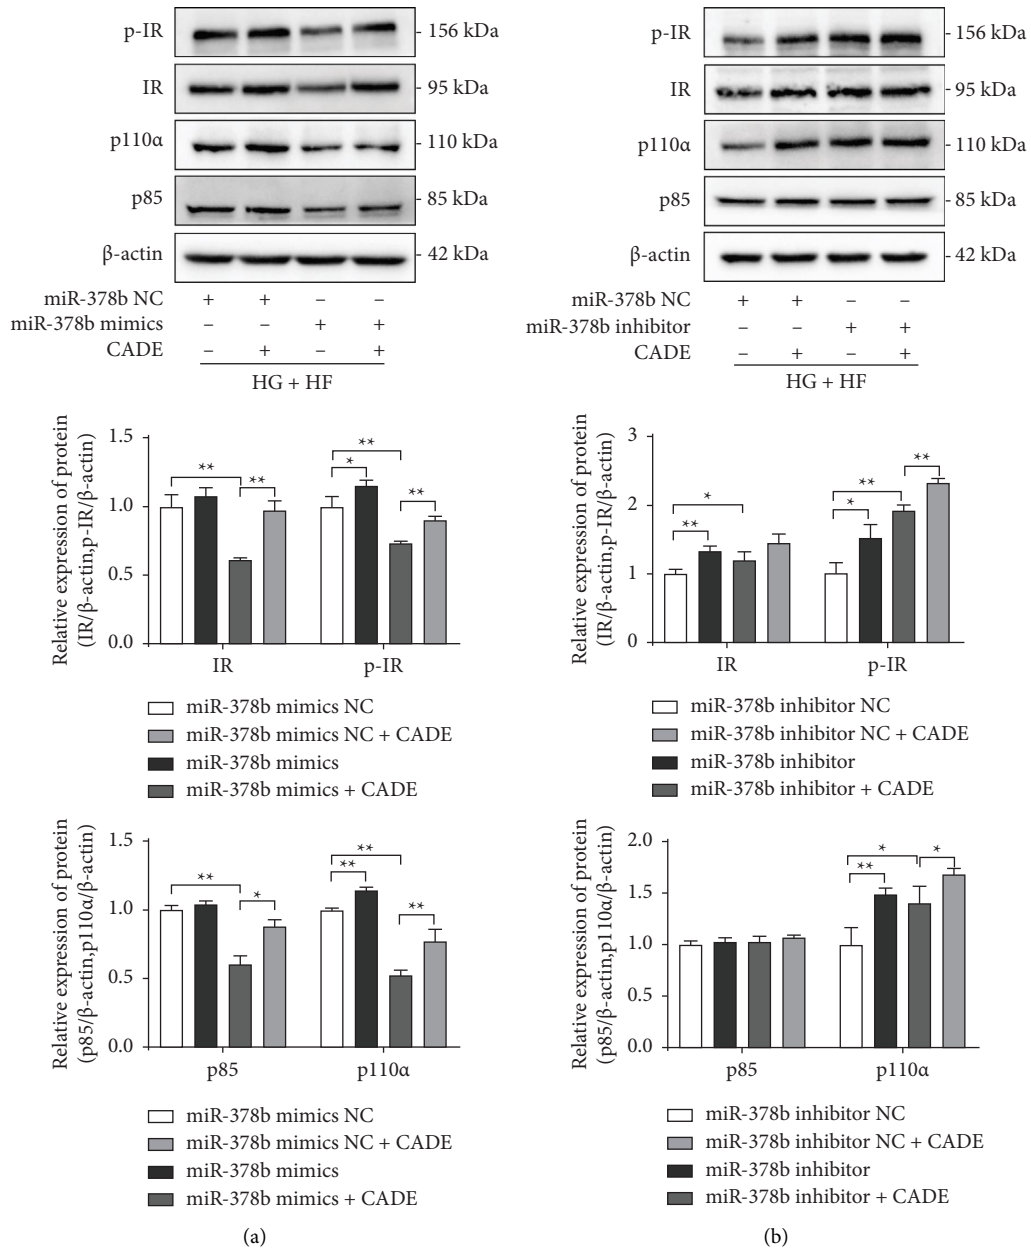 p-IR
156 kDa
IR
95 kDa
p110α
110 kDa
p85
85 kDa
β-actin
42 kDa
miR-378b NC + + – –
miR-378b mimics – – + +
CADE – + – +
HG + HF
Relative expression of protein
(IR/β-actin,p-IR/β-actin)
1.5
1.0
0.5
0.0
** ** ** * **
IR p-IR
miR-378b mimics NC
miR-378b mimics NC + CADE
miR-378b mimics
miR-378b mimics + CADE
Relative expression of protein
(p85/β-actin,p110α/β-actin)
1.5
1.0
0.5
0.0
** * ** ** **
p85 p110α
miR-378b mimics NC
miR-378b mimics NC + CADE
miR-378b mimics
miR-378b mimics + CADE
(a)
p-IR
156 kDa
IR
95 kDa
p110α
110 kDa
p85
85 kDa
β-actin
42 kDa
miR-378b NC + + – –
miR-378b inhibitor – – + +
CADE – + – +
HG + HF
Relative expression of protein
(IR/β-actin,p-IR/β-actin)
3
2
1
0
* ** ** * **
IR p-IR
miR-378b inhibitor NC
miR-378b inhibitor NC + CADE
miR-378b inhibitor
miR-378b inhibitor + CADE
Relative expression of protein
(p85/β-actin,p110α/β-actin)
2.0
1.5
1.0
0.5
0
* ** *
p85 p110α
miR-378b inhibitor NC
miR-378b inhibitor NC + CADE
miR-378b inhibitor
miR-378b inhibitor + CADE
(b)